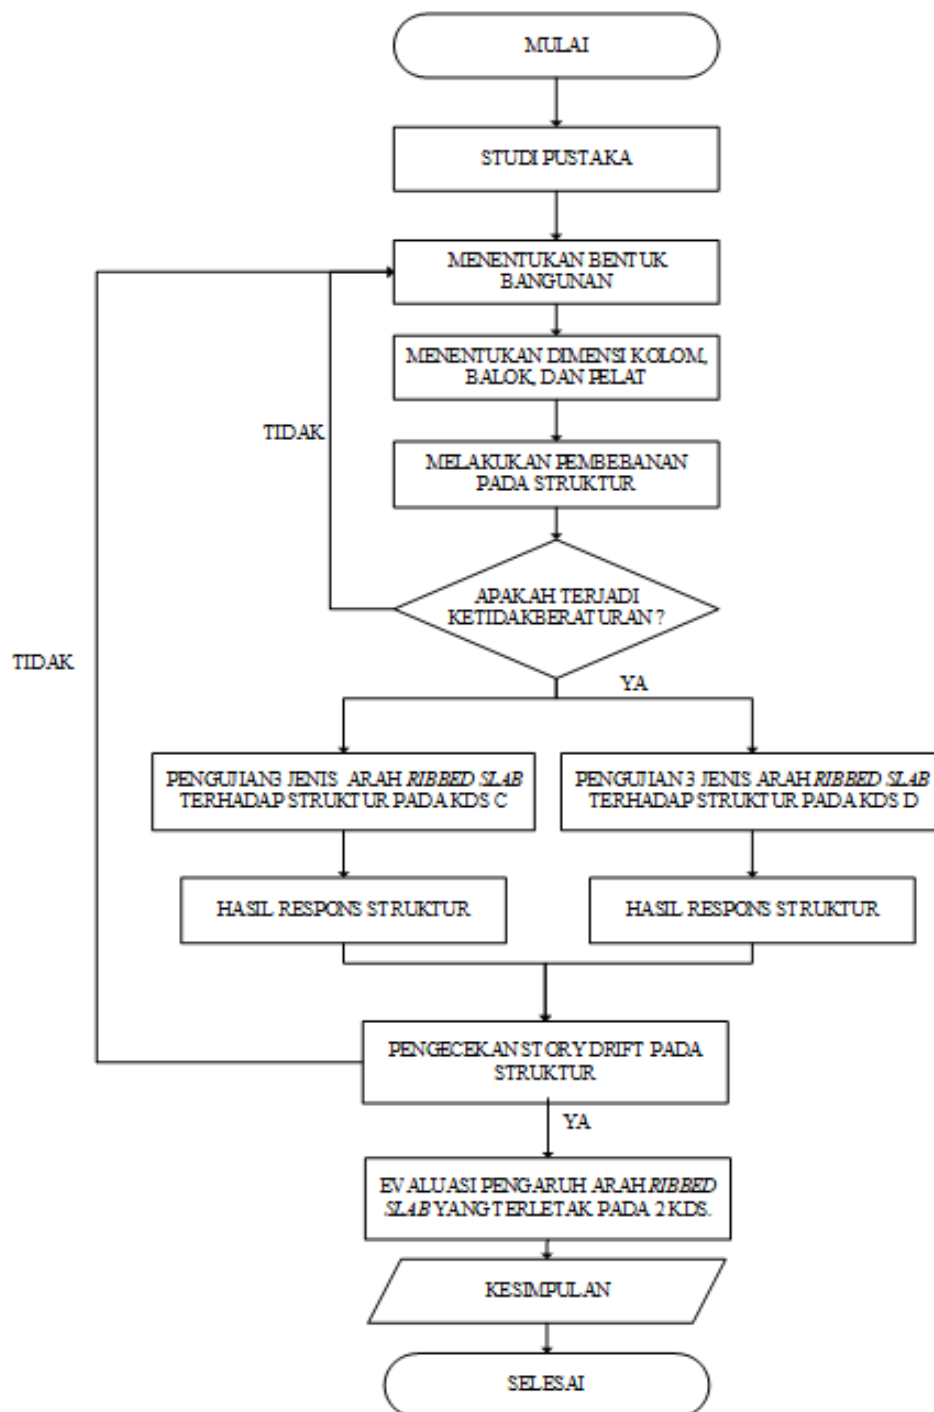 MULAI
STUDI PUSTAKA
MENENTUKAN BENTUK
BANGUNAN
MENENTUKAN DIMENSI KOLOM,
BALOK, DAN PELAT
TIDAK
MELAKUKAN PEMBEBANAN
PADA STRUKTUR
APAKAH TERJADI
KETIDAKBERATURAN ?
TIDAK
YA
PENGUJIAN 3 JENIS ARAH RIBBED SLAB
TERHADAP STRUKTUR PADA KDS C
PENGUJIAN 3 JENIS ARAH RIBBED SLAB
TERHADAP STRUKTUR PADA KDS D
HASIL RESPONS STRUKTUR
HASIL RESPONS STRUKTUR
PENGECEKAN STORY DRIFT PADA
STRUKTUR
YA
EVALUASI PENGARUH ARAH RIBBED
SLAB YANG TERLETAK PADA 2 KDS.
KESIMPULAN
SELESAI